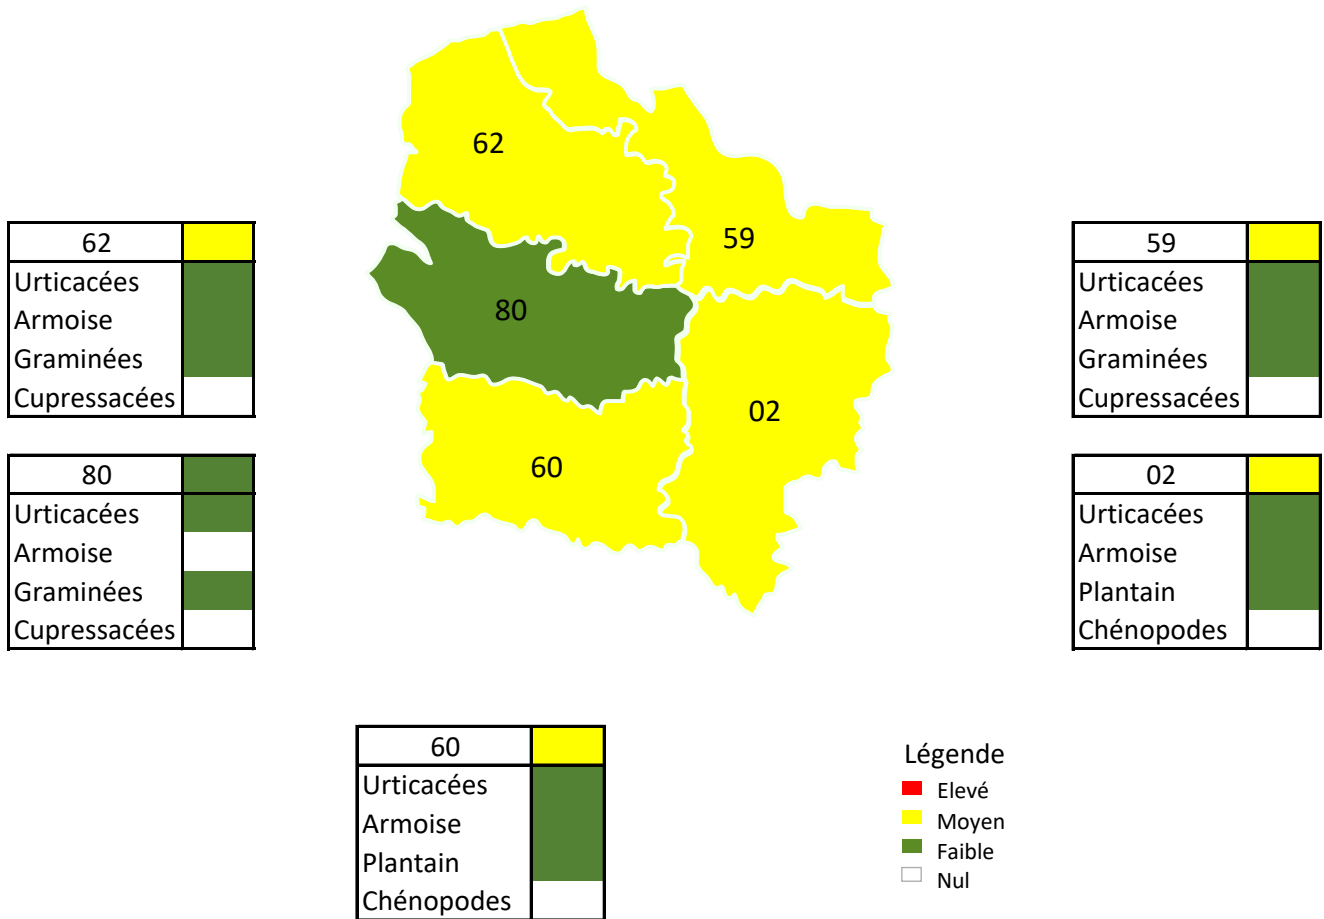 62
59
80
02
60
62
Urticacées
Armoise
Graminées
Cupressacées
59
Urticacées
Armoise
Graminées
Cupressacées
80
Urticacées
Armoise
Graminées
Cupressacées
02
Urticacées
Armoise
Plantain
Chénopodes
60
Urticacées
Armoise
Plantain
Chénopodes
Légende
Elevé
Moyen
Faible
Nul